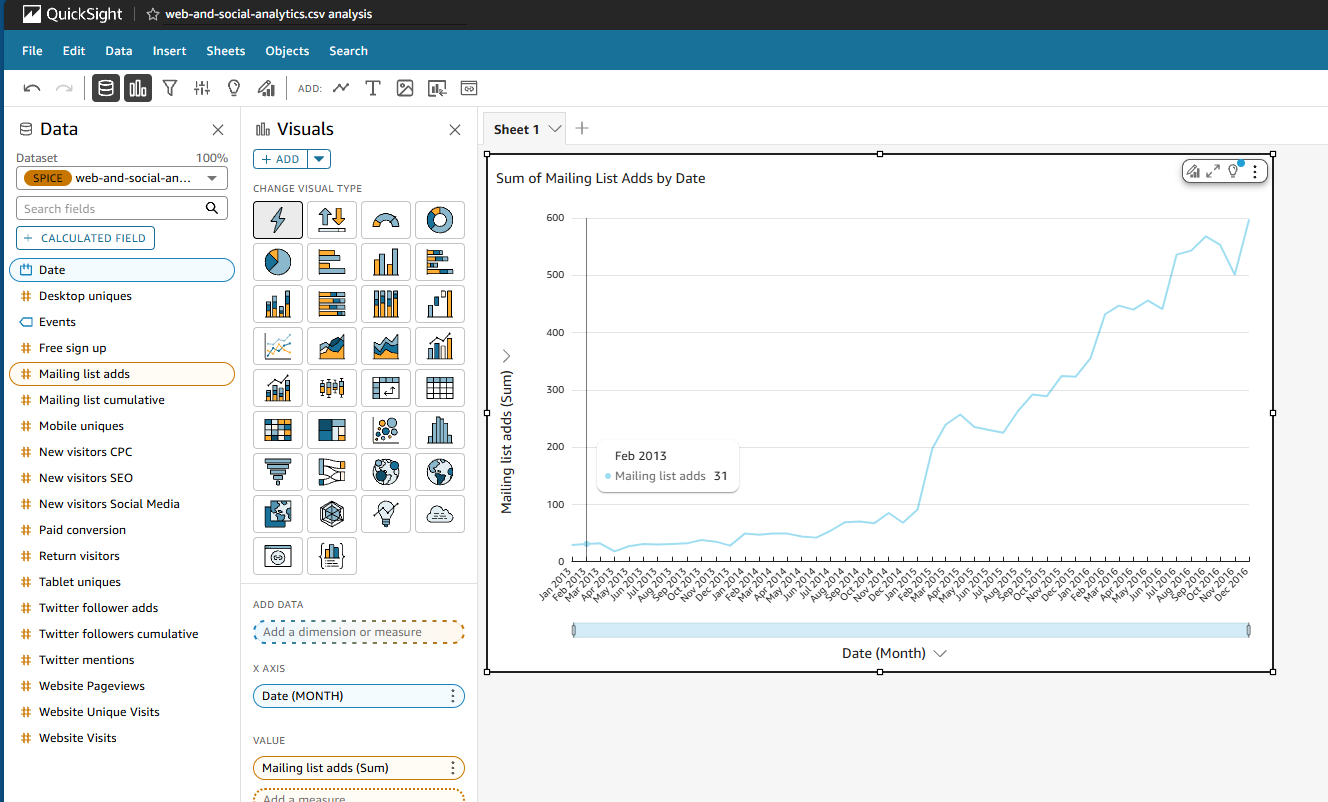 QuickSight
web-and-social-analytics.csv analysis
File Edit Data Insert Sheets Objects Search
ADD:
Data
Dataset 100%
SPICE web-and-social-an...
Search fields
+ CALCULATED FIELD
Date
Desktop uniques
Events
Free sign up
Mailing list adds
Mailing list cumulative
Mobile uniques
New visitors CPC
New visitors SEO
New visitors Social Media
Paid conversion
Return visitors
Tablet uniques
Twitter follower adds
Twitter followers cumulative
Twitter mentions
Website Pageviews
Website Unique Visits
Website Visits
Visuals
+ ADD
CHANGE VISUAL TYPE
ADD DATA
Add a dimension or measure
X AXIS
Date (MONTH)
VALUE
Mailing list adds (Sum)
Add a measure
Sheet 1
Sum of Mailing List Adds by Date
Mailing list adds (Sum)
600
500
400
300
200
100
0
Feb 2013
Mailing list adds 31
Jan 2013
Feb 2013
Mar 2013
Apr 2013
May 2013
Jun 2013
Jul 2013
Aug 2013
Sep 2013
Oct 2013
Nov 2013
Dec 2013
Jan 2014
Feb 2014
Mar 2014
Apr 2014
May 2014
Jun 2014
Jul 2014
Aug 2014
Sep 2014
Oct 2014
Nov 2014
Dec 2014
Jan 2015
Feb 2015
Mar 2015
Apr 2015
May 2015
Jun 2015
Jul 2015
Aug 2015
Sep 2015
Oct 2015
Nov 2015
Dec 2015
Jan 2016
Feb 2016
Mar 2016
Apr 2016
May 2016
Jun 2016
Jul 2016
Aug 2016
Sep 2016
Oct 2016
Nov 2016
Dec 2016
Date (Month)